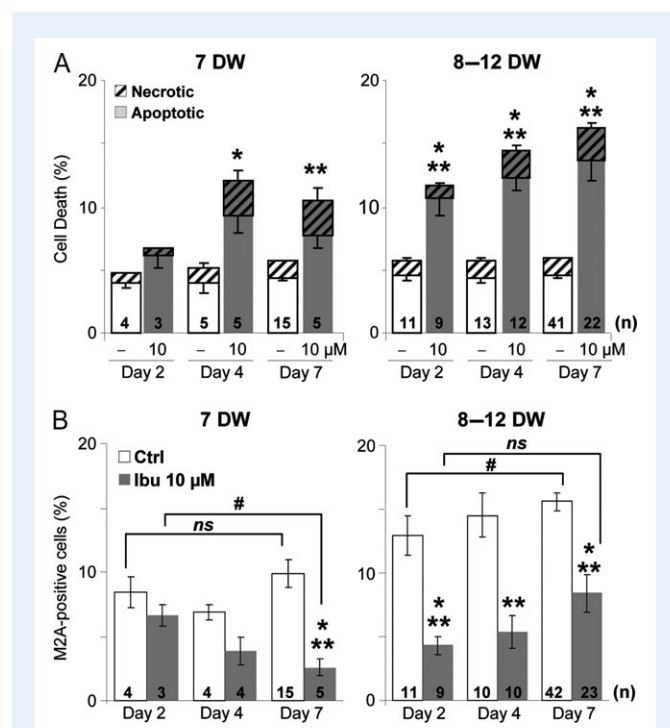 A
7 DW
8–12 DW
20
Necrotic
Apoptotic
10
0
Cell Death (%)
*
**
4 3 5 5 15 5
– 10 – 10 – 10 µM
Day 2 Day 4 Day 7
20
10
0
*
**
*
**
*
**
11 9 13 12 41 22 (n)
– 10 – 10 – 10 µM
Day 2 Day 4 Day 7
B
7 DW
8–12 DW
20
Ctrl
Ibu 10 µM
10
0
M2A-positive cells (%)
#
ns
*
**
4 3 4 4 15 5
Day 2 Day 4 Day 7
20
10
0
ns
#
*
**
**
*
**
11 9 10 10 42 23 (n)
Day 2 Day 4 Day 7